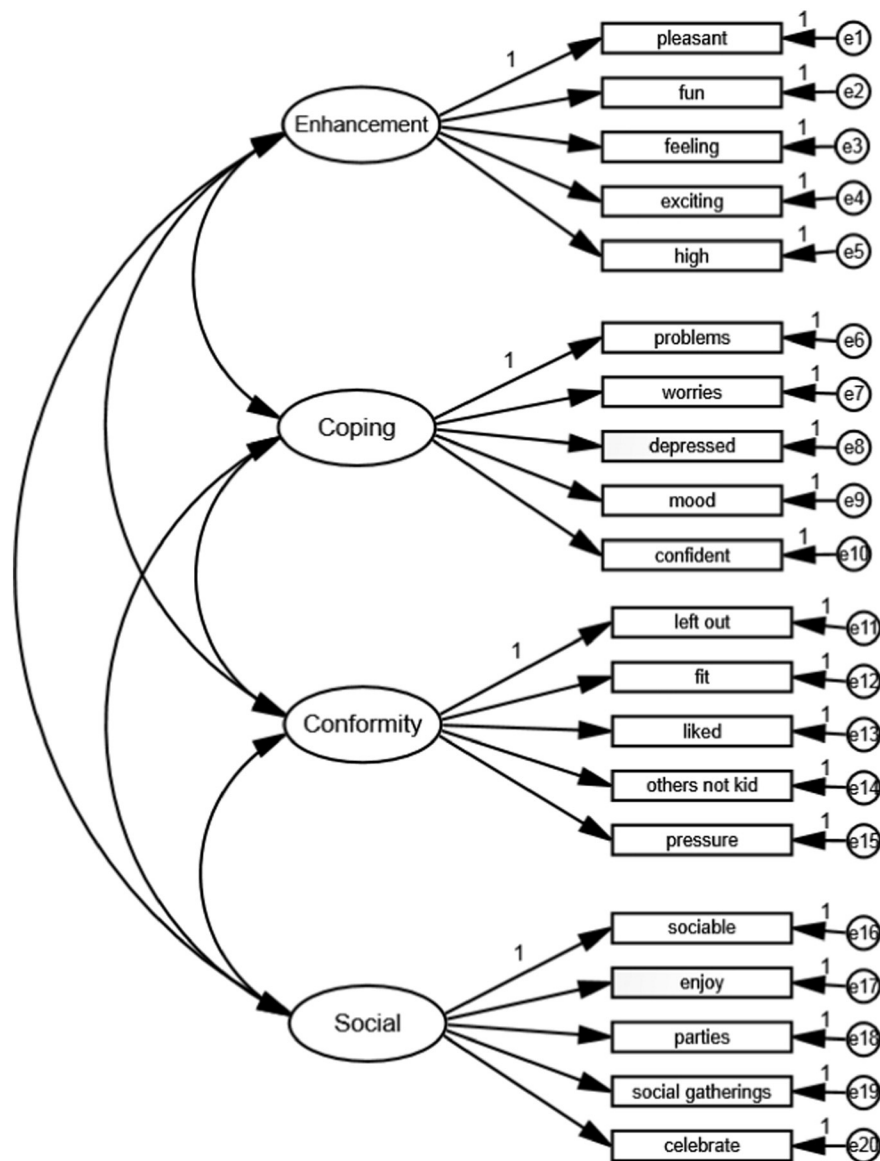 1
pleasant
1
e1
1
fun
e2
Enhancement
1
feeling
e3
1
exciting
e4
1
high
e5
1
problems
1
e6
1
worries
e7
Coping
1
depressed
e8
1
mood
e9
1
confident
e10
1
left out
1
e11
1
fit
e12
Conformity
1
liked
e13
1
others not kid
e14
1
pressure
e15
1
sociable
1
e16
1
enjoy
e17
Social
1
parties
e18
1
social gatherings
e19
1
celebrate
e20